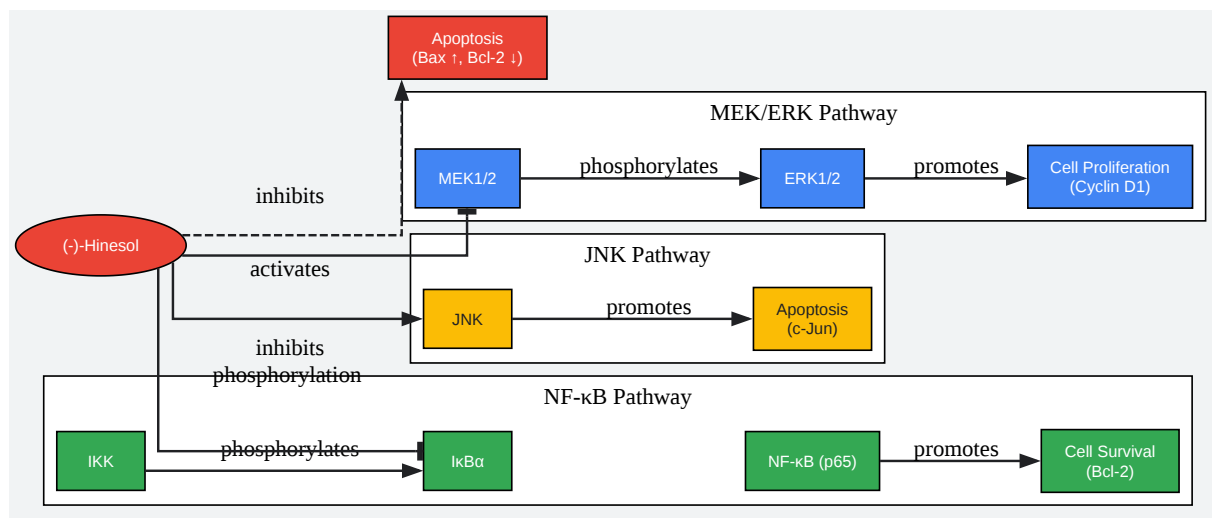 Apoptosis
(Bax ↑, Bcl-2 ↓)
MEK/ERK Pathway
MEK1/2
phosphorylates
ERK1/2
promotes
Cell Proliferation
(Cyclin D1)
inhibits
(-)-Hinesol
activates
JNK Pathway
JNK
promotes
Apoptosis
(c-Jun)
inhibits
phosphorylation
NF-κB Pathway
IKK
phosphorylates
IκBα
NF-κB (p65)
promotes
Cell Survival
(Bcl-2)